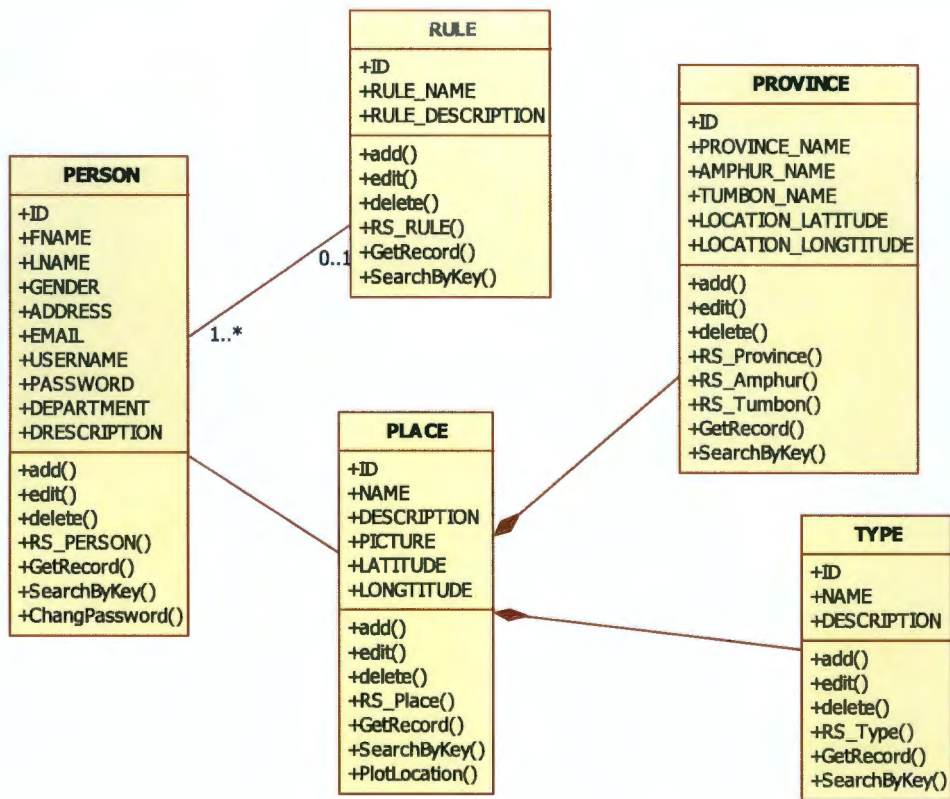 RULE
+ID
+RULE_NAME
+RULE_DESCRIPTION
+add()
+edit()
+delete()
+RS_RULE()
+GetRecord()
+SearchByKey()
0..1
1..*
PERSON
+ID
+FNAME
+LNAME
+GENDER
+ADDRESS
+EMAIL
+USERNAME
+PASSWORD
+DEPARTMENT
+DRESCRIPTION
+add()
+edit()
+delete()
+RS_PERSON()
+GetRecord()
+SearchByKey()
+ChangPassword()
PROVINCE
+ID
+PROVINCE_NAME
+AMPHUR_NAME
+TUMBON_NAME
+LOCATION_LATITUDE
+LOCATION_LONGTITUDE
+add()
+edit()
+delete()
+RS_Province()
+RS_Amphur()
+RS_Tumbon()
+GetRecord()
+SearchByKey()
PLACE
+ID
+NAME
+DESCRIPTION
+PICTURE
+LATITUDE
+LONGTITUDE
+add()
+edit()
+delete()
+RS_Place()
+GetRecord()
+SearchByKey()
+PlotLocation()
TYPE
+ID
+NAME
+DESCRIPTION
+add()
+edit()
+delete()
+RS_Type()
+GetRecord()
+SearchByKey()